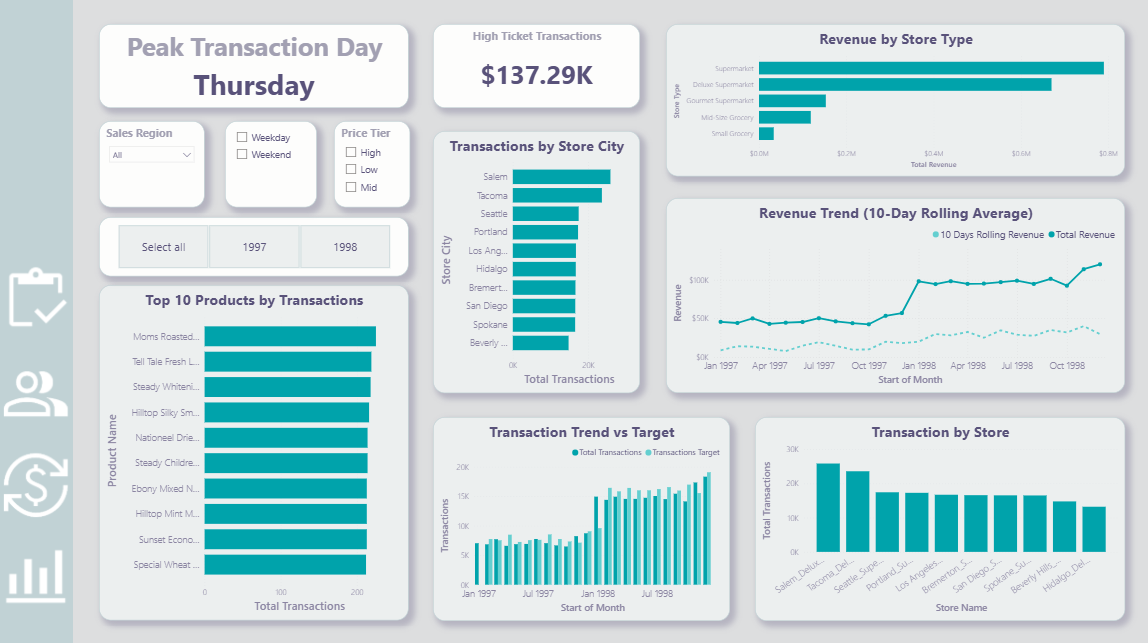 Peak Transaction Day
Thursday
High Ticket Transactions
$137.29K
Sales Region
All
Weekday
Weekend
Price Tier
High
Low
Mid
Select all
1997
1998
Top 10 Products by Transactions
Product Name
Moms Roasted...
Tell Tale Fresh L...
Steady Whiteni...
Hilltop Silky Sm...
Nationeel Drie...
Steady Childre...
Ebony Mixed N...
Hilltop Mint M...
Sunset Econo...
Special Wheat ...
0 100 200
Total Transactions
Transactions by Store City
Store City
Salem
Tacoma
Seattle
Portland
Los Ang...
Hidalgo
Bremert...
San Diego
Spokane
Beverly ...
0K 20K
Total Transactions
Revenue by Store Type
Store Type
Supermarket
Deluxe Supermarket
Gourmet Supermarket
Mid-Size Grocery
Small Grocery
$0.0M $0.2M $0.4M $0.6M $0.8M
Total Revenue
Revenue Trend (10-Day Rolling Average)
10 Days Rolling Revenue Total Revenue
Revenue
$100K
$50K
$0K
Jan 1997 Apr 1997 Jul 1997 Oct 1997 Jan 1998 Apr 1998 Jul 1998 Oct 1998
Start of Month
Transaction Trend vs Target
Total Transactions Transactions Target
Transactions
20K
15K
10K
5K
0K
Jan 1997 Jul 1997 Jan 1998 Jul 1998
Start of Month
Transaction by Store
Total Transactions
30K
20K
10K
0K
Salem_Delux...
Tacoma_Del...
Seattle_Supe...
Portland_Su...
Los Angeles...
Bremerton_S...
San Diego_S...
Spokane_Su...
Beverly Hills_...
Hidalgo_Del...
Store Name